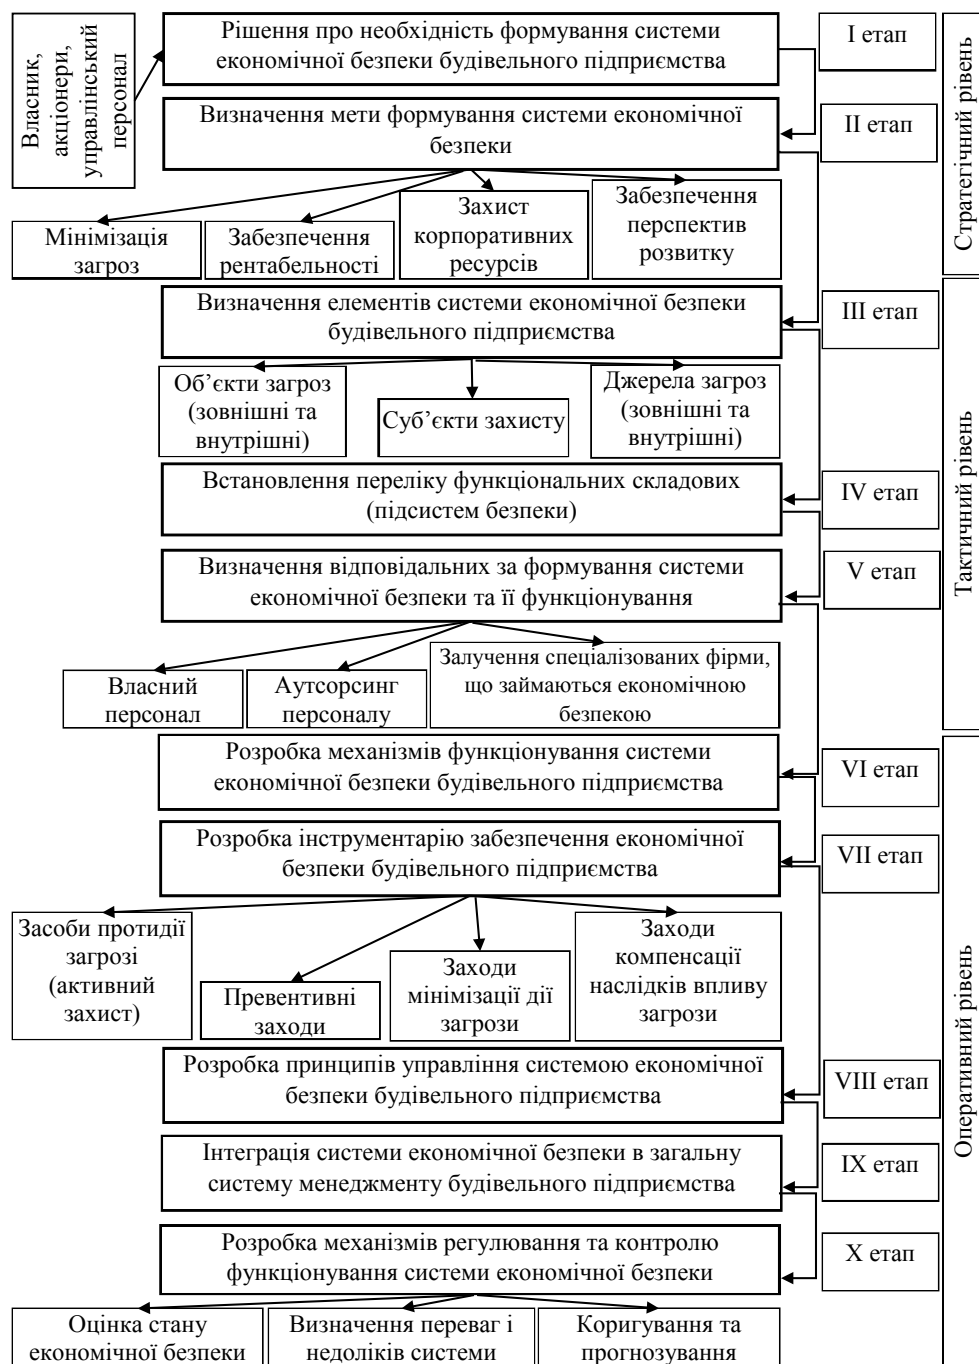 Власник,
акціонери,
управлінський
персонал
Рішення про необхідність формування системи
економічної безпеки будівельного підприємства
I етап
Стратегічний рівень
Визначення мети формування системи економічної
безпеки
II етап
Мінімізація
загроз
Забезпечення
рентабельності
Захист
корпоративних
ресурсів
Забезпечення
перспектив
розвитку
Визначення елементів системи економічної безпеки
будівельного підприємства
III етап
Тактичний рівень
Об’єкти загроз
(зовнішні та
внутрішні)
Суб’єкти захисту
Джерела загроз
(зовнішні та
внутрішні)
Встановлення переліку функціональних складових
(підсистем безпеки)
IV етап
Визначення відповідальних за формування системи
економічної безпеки та її функціонування
V етап
Власний
персонал
Аутсорсинг
персоналу
Залучення спеціалізованих фірми,
що займаються економічною
безпекою
Розробка механізмів функціонування системи
економічної безпеки будівельного підприємства
VI етап
Оперативний рівень
Розробка інструментарію забезпечення економічної
безпеки будівельного підприємства
VII етап
Засоби протидії
загрозі
(активний
захист)
Превентивні
заходи
Заходи
мінімізації дії
загрози
Заходи
компенсації
наслідків впливу
загрози
Розробка принципів управління системою економічної
безпеки будівельного підприємства
VIII етап
Інтеграція системи економічної безпеки в загальну
систему менеджменту будівельного підприємства
IX етап
Розробка механізмів регулювання та контролю
функціонування системи економічної безпеки
X етап
Оцінка стану
економічної безпеки
Визначення переваг і
недоліків системи
Коригування та
прогнозування